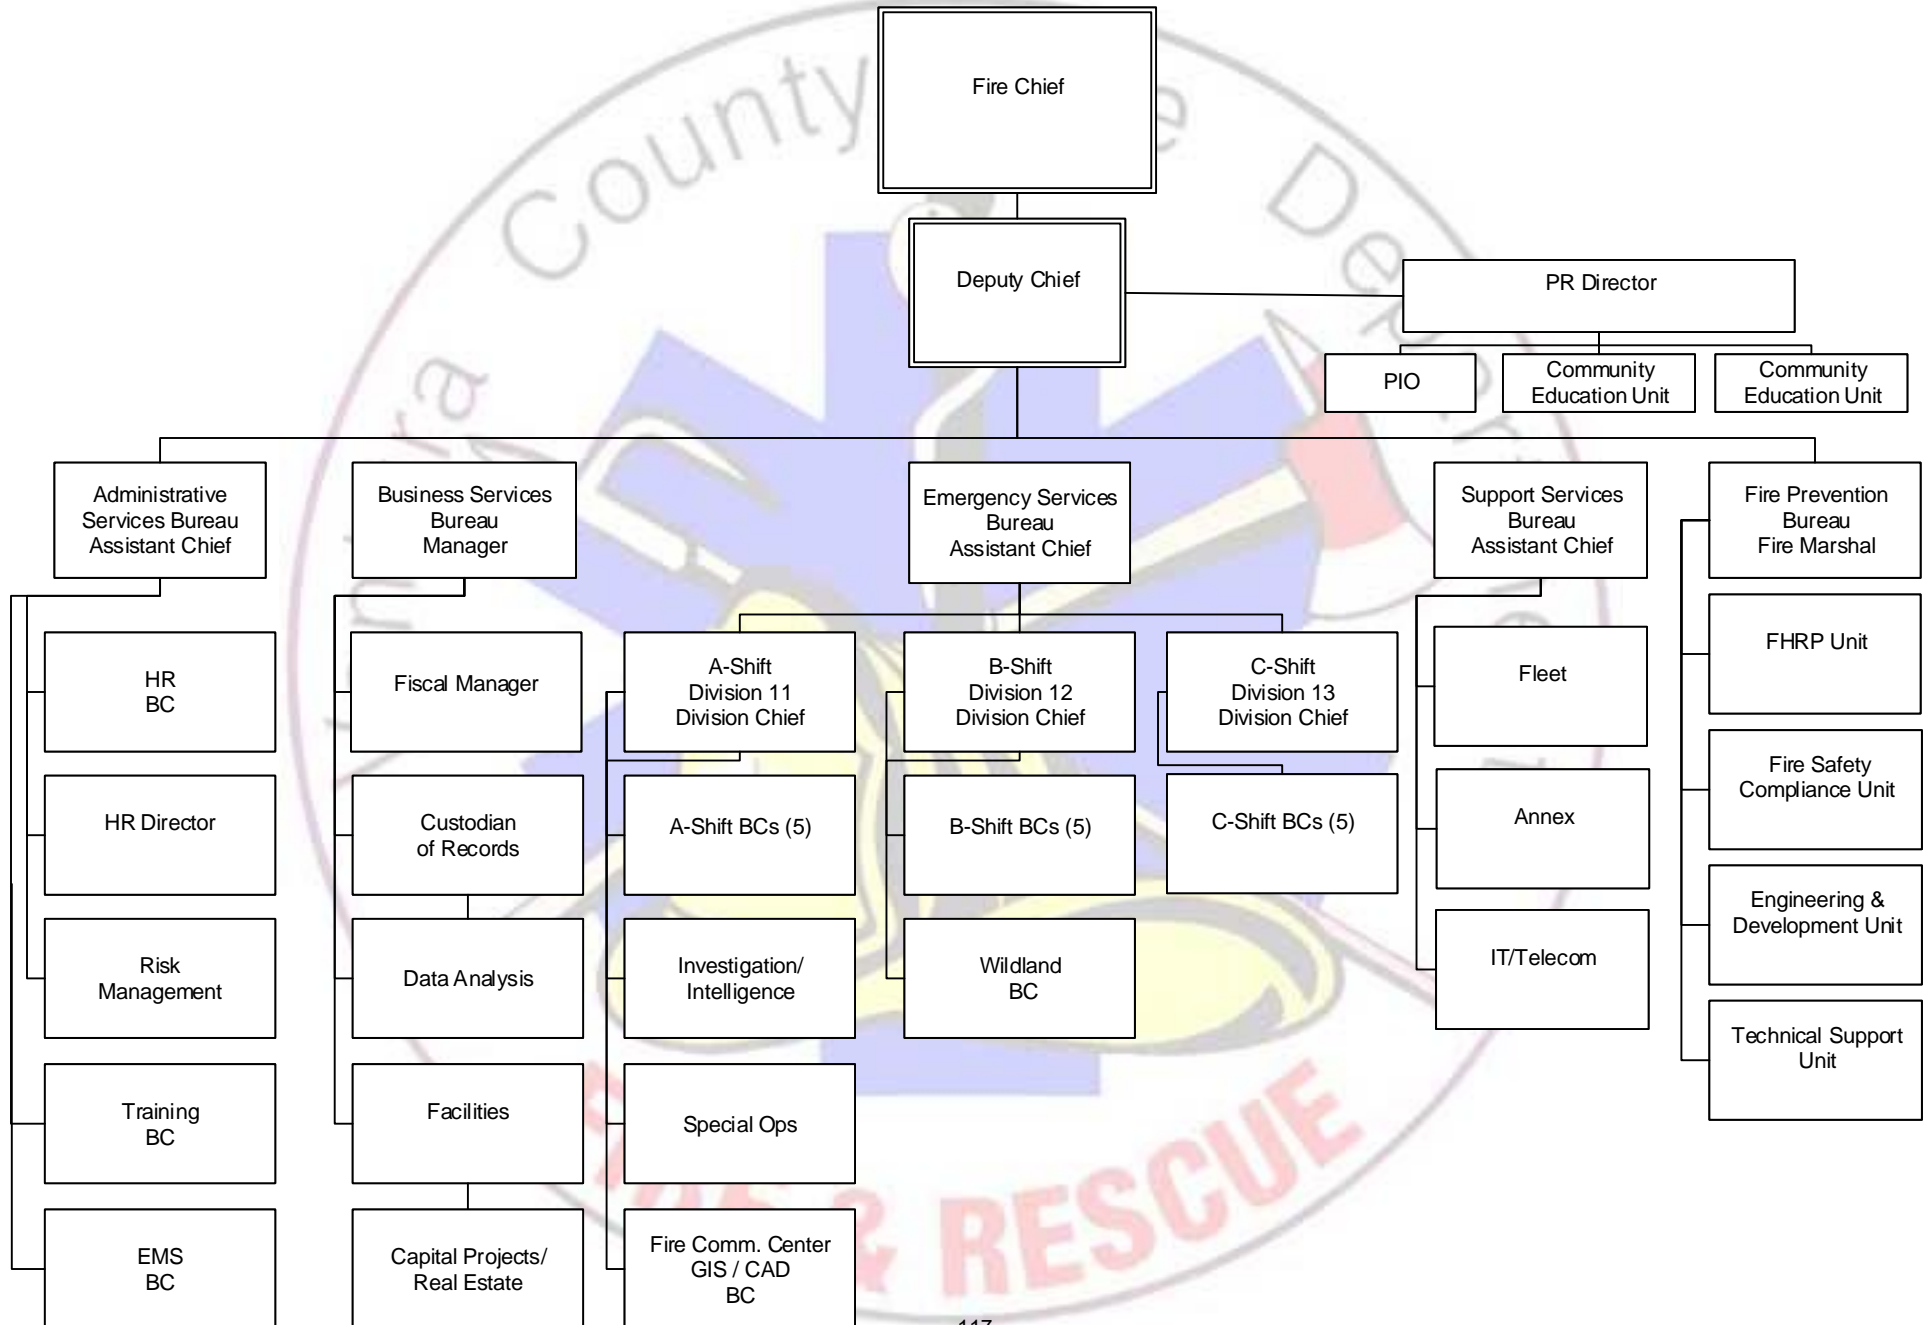 Fire Chief
Deputy Chief
PR Director
PIO
Community
Education Unit
Community
Education Unit
Administrative
Services Bureau
Assistant Chief
Business Services
Bureau
Manager
Emergency Services
Bureau
Assistant Chief
Support Services
Bureau
Assistant Chief
Fire Prevention
Bureau
Fire Marshal
HR
BC
HR Director
Risk
Management
Training
BC
EMS
BC
Fiscal Manager
Custodian
of Records
Data Analysis
Facilities
Capital Projects/
Real Estate
A-Shift
Division 11
Division Chief
A-Shift BCs (5)
Investigation/
Intelligence
Special Ops
Fire Comm. Center
GIS / CAD
BC
B-Shift
Division 12
Division Chief
B-Shift BCs (5)
Wildland
BC
C-Shift
Division 13
Division Chief
C-Shift BCs (5)
Fleet
Annex
IT/Telecom
FHRP Unit
Fire Safety
Compliance Unit
Engineering &
Development Unit
Technical Support
Unit
County
& RESCUE
117